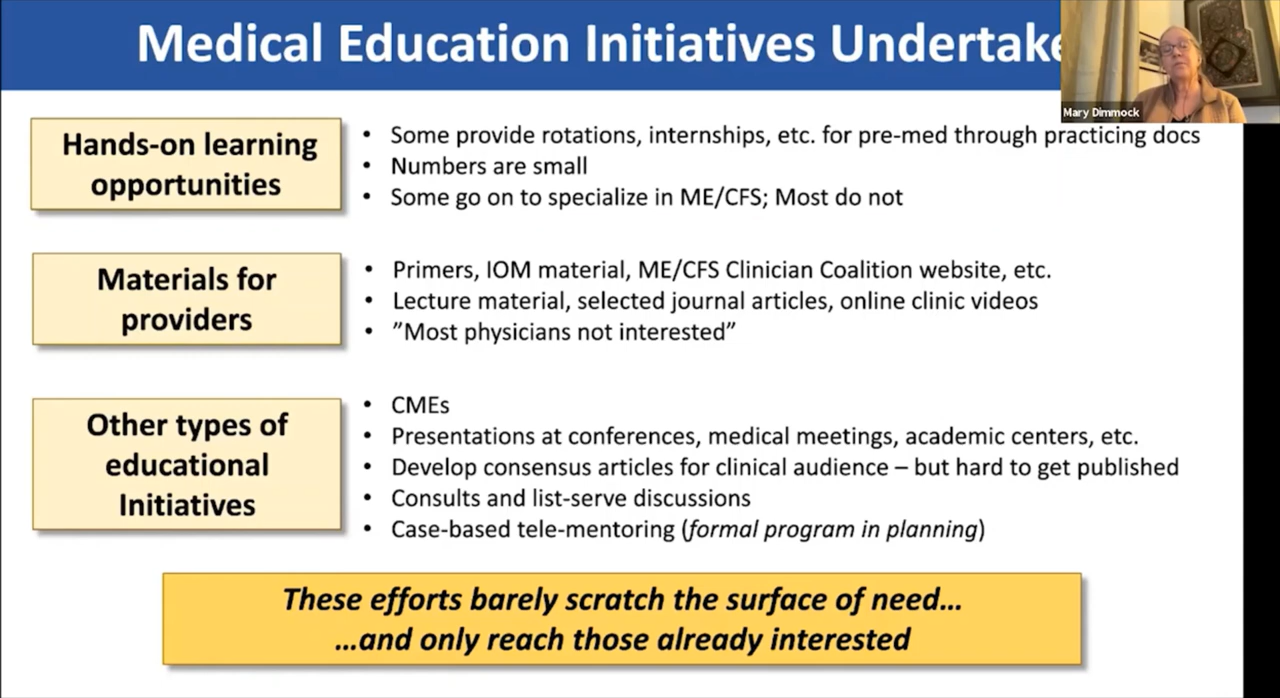 Medical Education Initiatives Undertake
Mary Dimmock
Hands-on learning
opportunities
• Some provide rotations, internships, etc. for pre-med through practicing docs
• Numbers are small
• Some go on to specialize in ME/CFS; Most do not
Materials for
providers
• Primers, IOM material, ME/CFS Clinician Coalition website, etc.
• Lecture material, selected journal articles, online clinic videos
• ”Most physicians not interested”
Other types of
educational
Initiatives
• CMEs
• Presentations at conferences, medical meetings, academic centers, etc.
• Develop consensus articles for clinical audience – but hard to get published
• Consults and list-serve discussions
• Case-based tele-mentoring (formal program in planning)
These efforts barely scratch the surface of need…
…and only reach those already interested